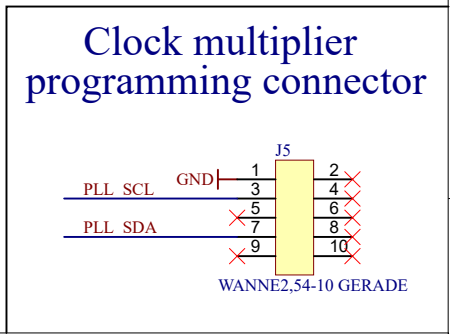 Clock multiplier
programming connector
J5
GND 1 2
PLL_SCL 3 4
5 6
PLL_SDA 7 8
9 10
WANNE2,54-10 GERADE